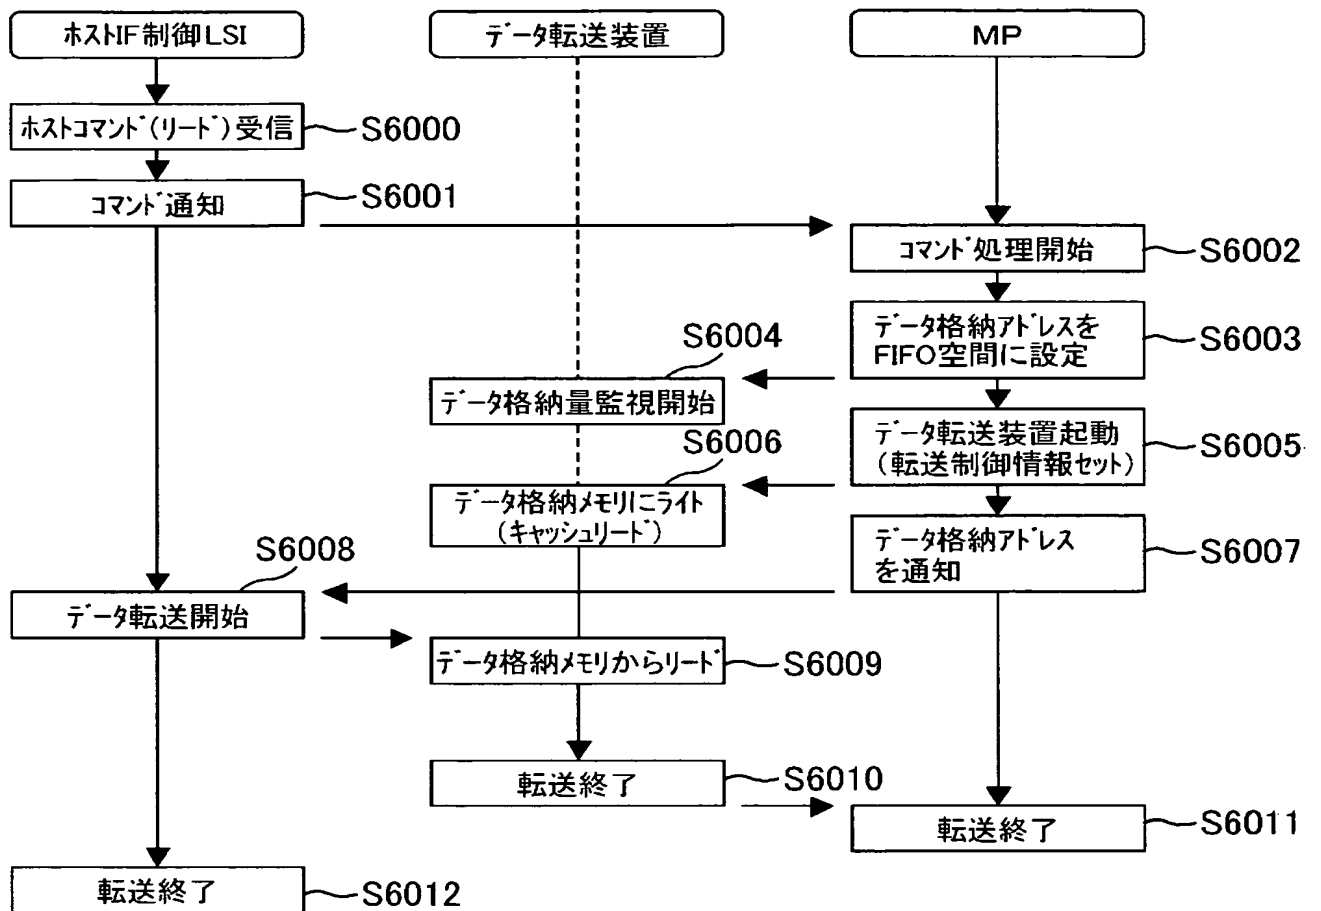 ホストIF制御LSI
データ転送装置
MP
ホストコマンド(リード)受信
S6000
コマンド通知
S6001
コマンド処理開始
S6002
データ格納アドレスを
FIFO空間に設定
S6003
S6004
データ格納量監視開始
データ転送装置起動
(転送制御情報セット)
S6005
S6006
データ格納メモリにライト
(キャッシュリード)
データ格納アドレス
を通知
S6007
S6008
データ転送開始
データ格納メモリからリード
S6009
転送終了
S6010
転送終了
S6011
転送終了
S6012